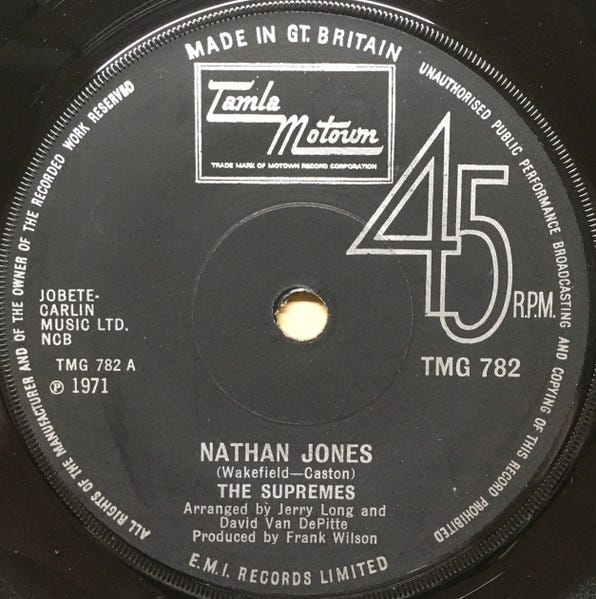 MADE IN GT. BRITAIN
UNAUTHORISED PUBLIC PERFORMANCE BROADCASTING AND COPYING OF THIS RECORD PROHIBITED
ALL RIGHTS OF THE MANUFACTURER AND OF THE OWNER OF THE RECORDED WORK RESERVED
Tamla
Motown
TRADE MARK OF MOTOWN RECORD CORPORATION
45 R.P.M.
JOBETE-
CARLIN
MUSIC LTD.
NCB
TMG 782 A
℗ 1971
TMG 782
NATHAN JONES
(Wakefield—Caston)
THE SUPREMES
Arranged by Jerry Long and
David Van DePitte
Produced by Frank Wilson
E.M.I. RECORDS LIMITED